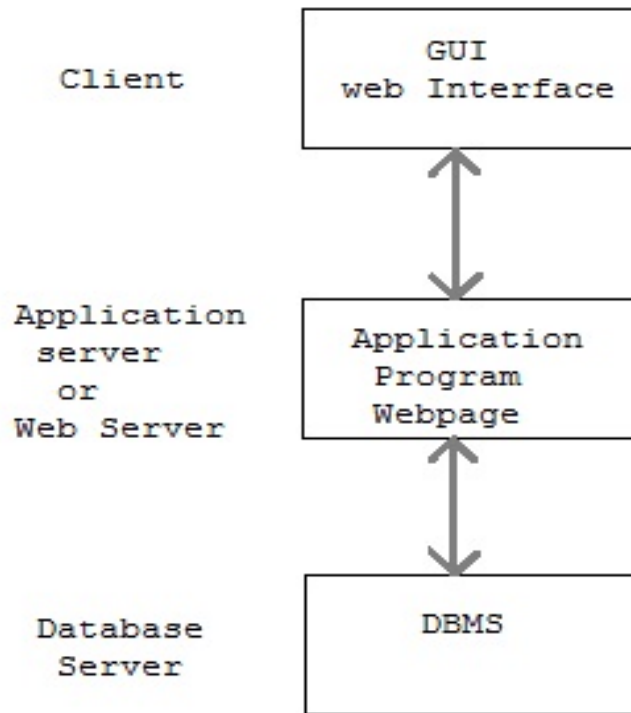 Client
GUI
web Interface
Application
server
or
Web Server
Application
Program
Webpage
Database
Server
DBMS